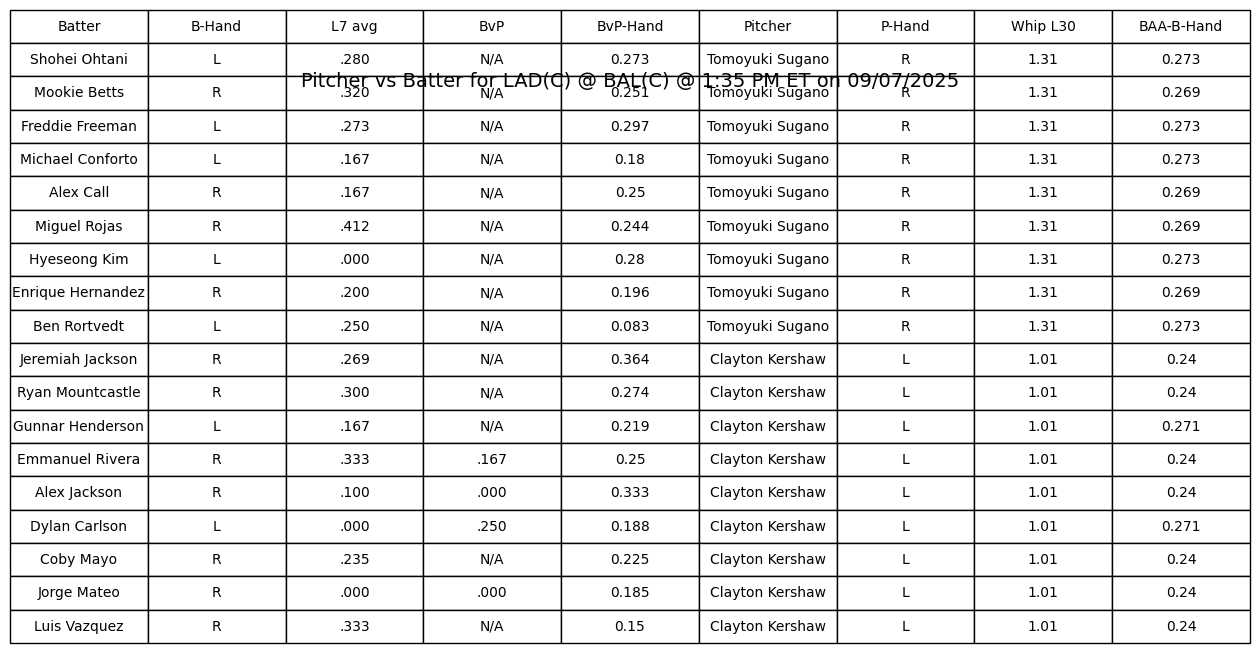 Batter B-Hand L7 avg BvP BvP-Hand Pitcher P-Hand Whip L30 BAA-B-Hand
Shohei Ohtani L .280 N/A 0.273 Tomoyuki Sugano R 1.31 0.273
Pitcher vs Batter for LAD(C) @ BAL(C) @ 1:35 PM ET on 09/07/2025
Mookie Betts R .320 N/A 0.251 Tomoyuki Sugano R 1.31 0.269
Freddie Freeman L .273 N/A 0.297 Tomoyuki Sugano R 1.31 0.273
Michael Conforto L .167 N/A 0.18 Tomoyuki Sugano R 1.31 0.273
Alex Call R .167 N/A 0.25 Tomoyuki Sugano R 1.31 0.269
Miguel Rojas R .412 N/A 0.244 Tomoyuki Sugano R 1.31 0.269
Hyeseong Kim L .000 N/A 0.28 Tomoyuki Sugano R 1.31 0.273
Enrique Hernandez R .200 N/A 0.196 Tomoyuki Sugano R 1.31 0.269
Ben Rortvedt L .250 N/A 0.083 Tomoyuki Sugano R 1.31 0.273
Jeremiah Jackson R .269 N/A 0.364 Clayton Kershaw L 1.01 0.24
Ryan Mountcastle R .300 N/A 0.274 Clayton Kershaw L 1.01 0.24
Gunnar Henderson L .167 N/A 0.219 Clayton Kershaw L 1.01 0.271
Emmanuel Rivera R .333 .167 0.25 Clayton Kershaw L 1.01 0.24
Alex Jackson R .100 .000 0.333 Clayton Kershaw L 1.01 0.24
Dylan Carlson L .000 .250 0.188 Clayton Kershaw L 1.01 0.271
Coby Mayo R .235 N/A 0.225 Clayton Kershaw L 1.01 0.24
Jorge Mateo R .000 .000 0.185 Clayton Kershaw L 1.01 0.24
Luis Vazquez R .333 N/A 0.15 Clayton Kershaw L 1.01 0.24